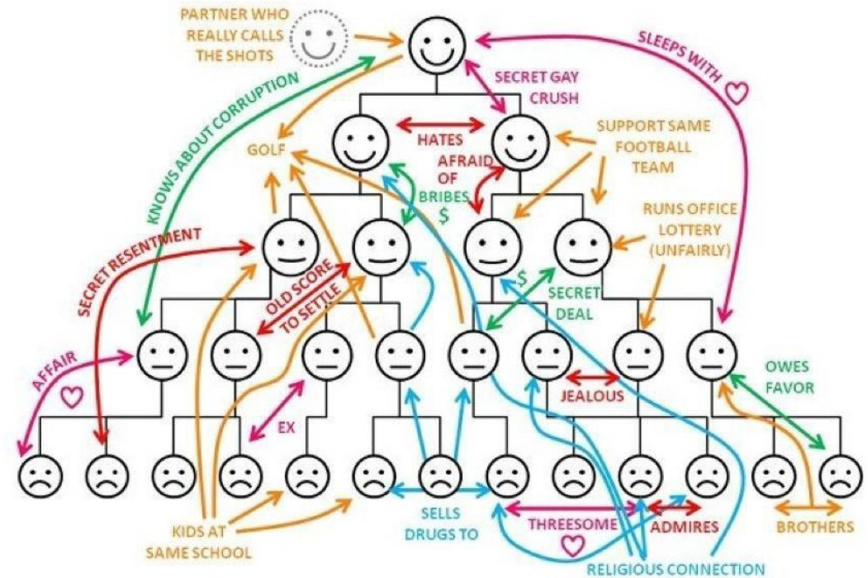 PARTNER WHO
REALLY CALLS
THE SHOTS
SLEEPS WITH
SECRET GAY
CRUSH
KNOWS ABOUT CORRUPTION
GOLF
HATES
SUPPORT SAME
FOOTBALL
TEAM
AFRAID
OF
BRIBES
$
RUNS OFFICE
LOTTERY
(UNFAIRLY)
SECRET RESENTMENT
OLD SCORE
TO SETTLE
$
SECRET
DEAL
AFFAIR
JEALOUS
OWES
FAVOR
EX
KIDS AT
SAME SCHOOL
SELLS
DRUGS TO
THREESOME
ADMIRES
BROTHERS
RELIGIOUS CONNECTION